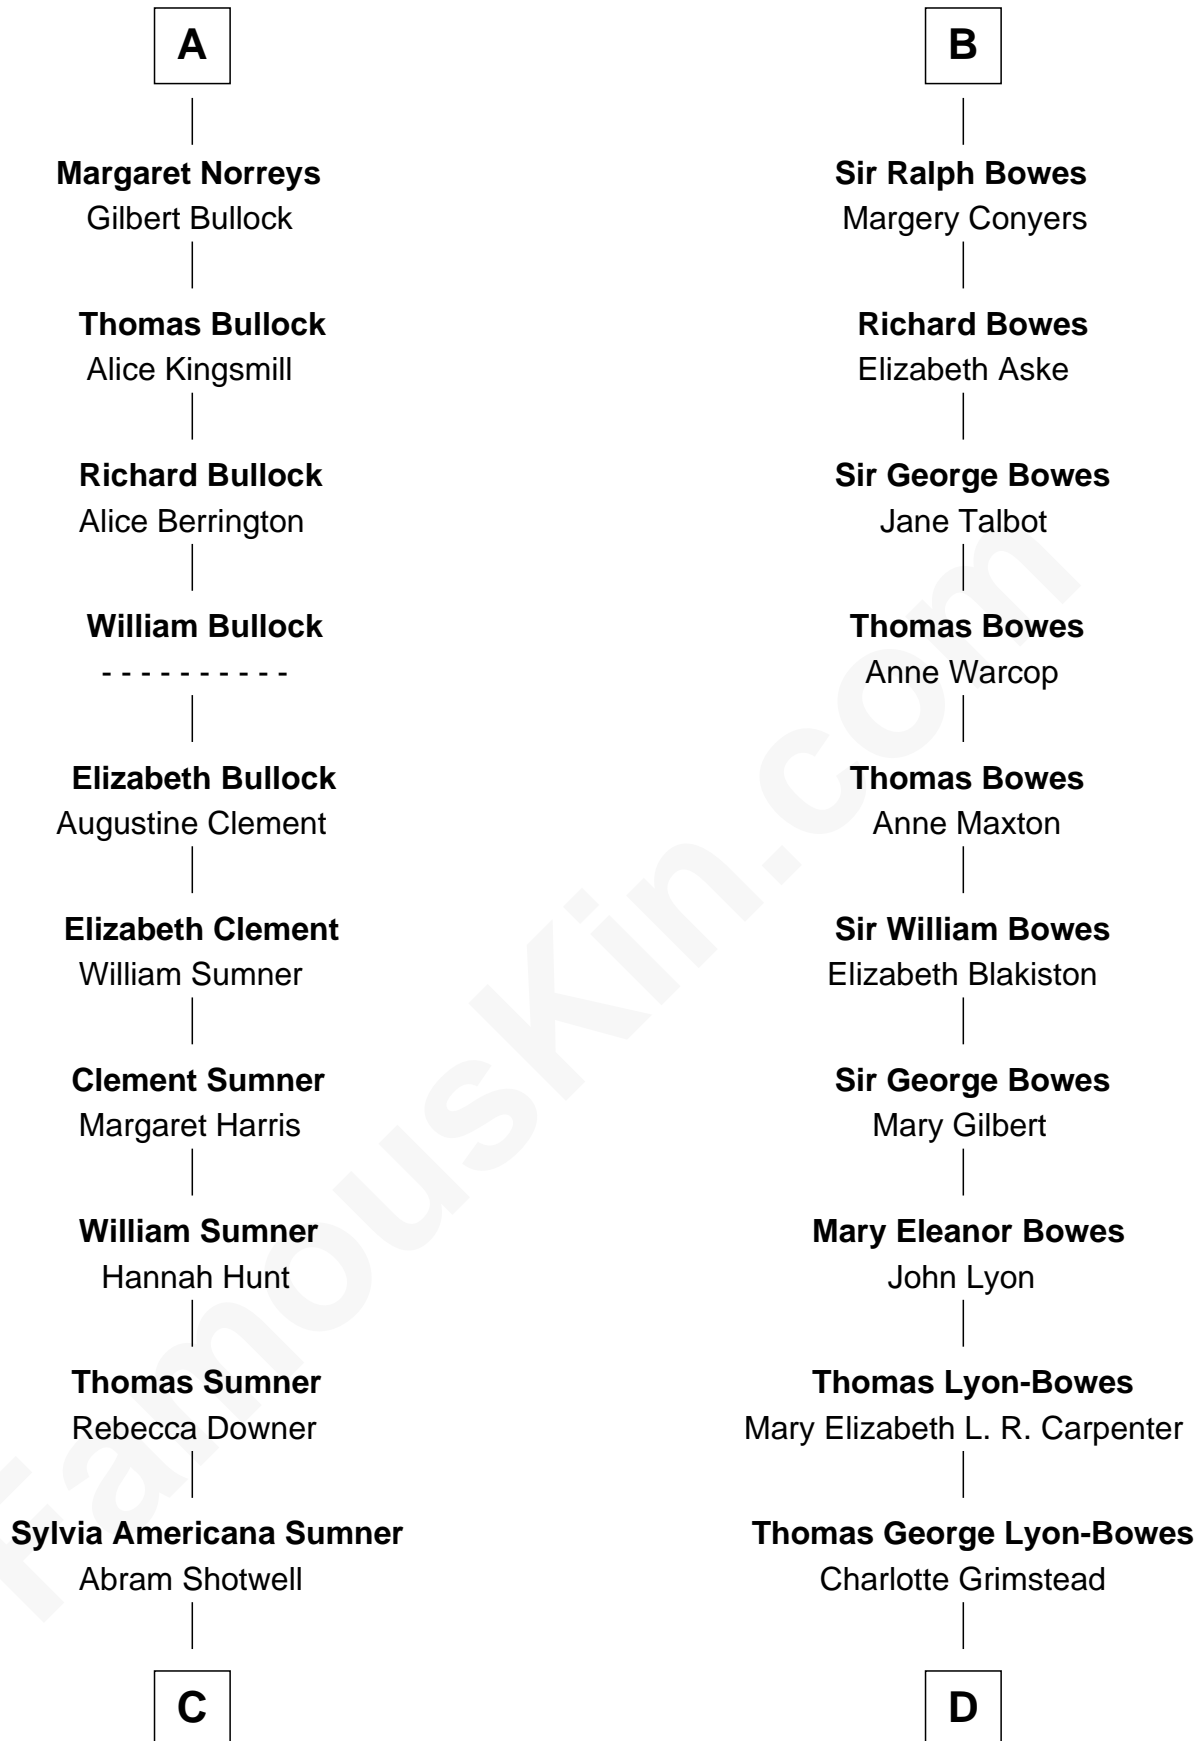 A
Margaret Norreys
Gilbert Bullock
Thomas Bullock
Alice Kingsmill
Richard Bullock
Alice Berrington
William Bullock
- - - - - - - - - -
Elizabeth Bullock
Augustine Clement
Elizabeth Clement
William Sumner
Clement Sumner
Margaret Harris
William Sumner
Hannah Hunt
Thomas Sumner
Rebecca Downer
Sylvia Americana Sumner
Abram Shotwell
C
B
Sir Ralph Bowes
Margery Conyers
Richard Bowes
Elizabeth Aske
Sir George Bowes
Jane Talbot
Thomas Bowes
Anne Warcop
Thomas Bowes
Anne Maxton
Sir William Bowes
Elizabeth Blakiston
Sir George Bowes
Mary Gilbert
Mary Eleanor Bowes
John Lyon
Thomas Lyon-Bowes
Mary Elizabeth L. R. Carpenter
Thomas George Lyon-Bowes
Charlotte Grimstead
D
FamousKin.com